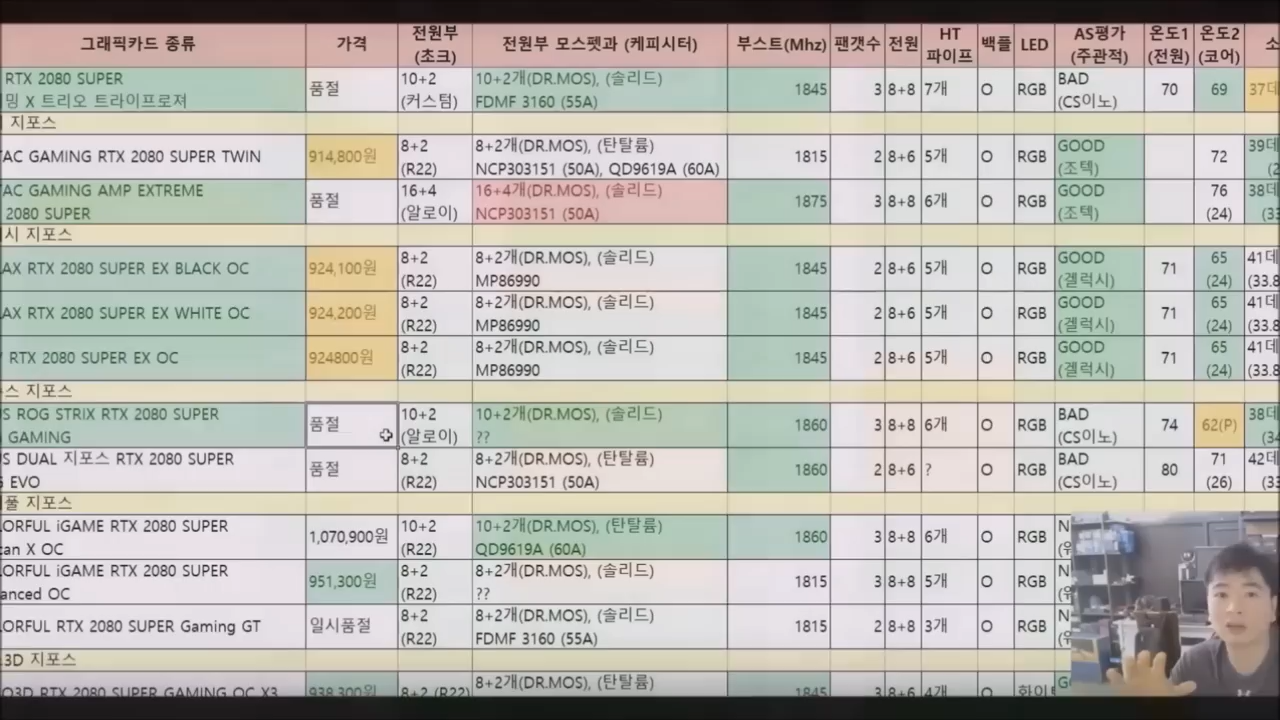 그래픽카드 종류 가격 전원부 (초크) 전원부 모스펫과 (케피시터) 부스트(Mhz) 팬갯수 전원 HT 파이프 백플 LED AS평가 (주관적) 온도1 (전원) 온도2 (코어) 소
RTX 2080 SUPER 품절 10+2 10+2개(DR.MOS), (솔리드) 1845 3 8+8 7개 O RGB BAD 70 69 37데
밍 X 트리오 트라이프로져 (커스텀) FDMF 3160 (55A) (CS이노)
지포스
TAC GAMING RTX 2080 SUPER TWIN 914,800원 8+2 8+2개(DR.MOS), (탄탈륨) 1815 2 8+6 5개 O RGB GOOD 72 39데
(R22) NCP303151 (50A), QD9619A (60A) (조텍) (2
TAC GAMING AMP EXTREME 품절 16+4 16+4개(DR.MOS), (솔리드) 1875 3 8+8 6개 O RGB GOOD 76 38데
2080 SUPER (알로이) NCP303151 (50A) (조텍) (24) (33
시 지포스
AX RTX 2080 SUPER EX BLACK OC 924,100원 8+2 8+2개(DR.MOS), (솔리드) 1845 2 8+6 5개 O RGB GOOD 71 65 41데
(R22) MP86990 (겔럭시) (24) (33.8
AX RTX 2080 SUPER EX WHITE OC 924,200원 8+2 8+2개(DR.MOS), (솔리드) 1845 2 8+6 5개 O RGB GOOD 71 65 41데
(R22) MP86990 (겔럭시) (24) (33.8
RTX 2080 SUPER EX OC 924800원 8+2 8+2개(DR.MOS), (솔리드) 1845 2 8+6 5개 O RGB GOOD 71 65 41데
(R22) MP86990 (겔럭시) (24) (33.8
스 지포스
US ROG STRIX RTX 2080 SUPER 품절 10+2 10+2개(DR.MOS), (솔리드) 1860 3 8+8 6개 O RGB BAD 74 62(P) 38데
GAMING (알로이) ?? (CS이노) (34
US DUAL 지포스 RTX 2080 SUPER 품절 8+2 8+2개(DR.MOS), (탄탈륨) 1860 2 8+6 ? O RGB BAD 80 71 42데
EVO (R22) NCP303151 (50A) (CS이노) (26) (33
풀 지포스
LORFUL iGAME RTX 2080 SUPER 1,070,900원 10+2 10+2개(DR.MOS), (탄탈륨) 1860 3 8+8 6개 O RGB N
can X OC (R22) QD9619A (60A)
LORFUL iGAME RTX 2080 SUPER 951,300원 8+2 8+2개(DR.MOS), (솔리드) 1815 3 8+8 5개 O RGB N
anced OC (R22) ??
LORFUL RTX 2080 SUPER Gaming GT 일시품절 8+2 8+2개(DR.MOS), (솔리드) 1815 2 8+8 3개 O RGB N
(R22) FDMF 3160 (55A)
3D 지포스
O3D RTX 2080 SUPER GAMING OC X3 938,300원 8+2 (R22) 8+2개(DR.MOS), (탄탈륨) 1845 3 8+6 4개 O 화이